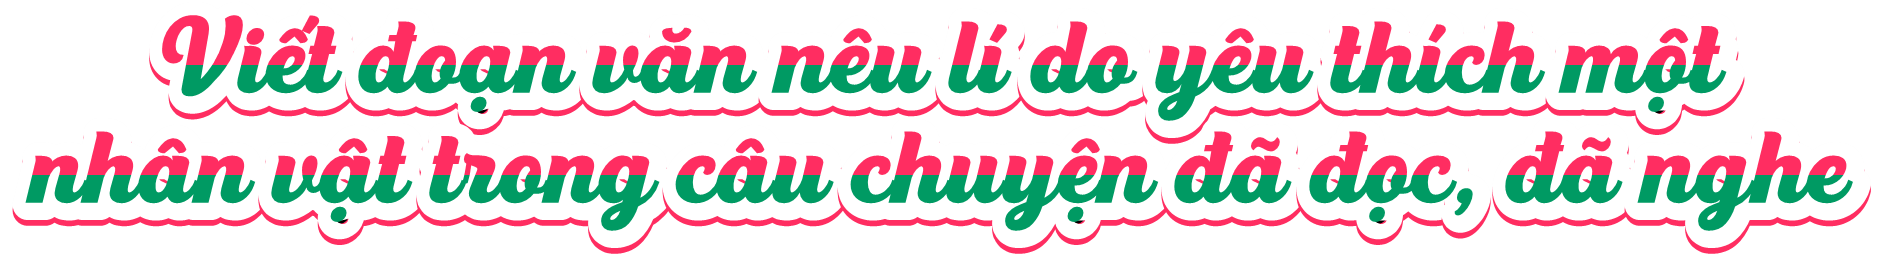 Viết đoạn văn nêu lí do yêu thích một
nhân vật trong câu chuyện đã đọc, đã nghe